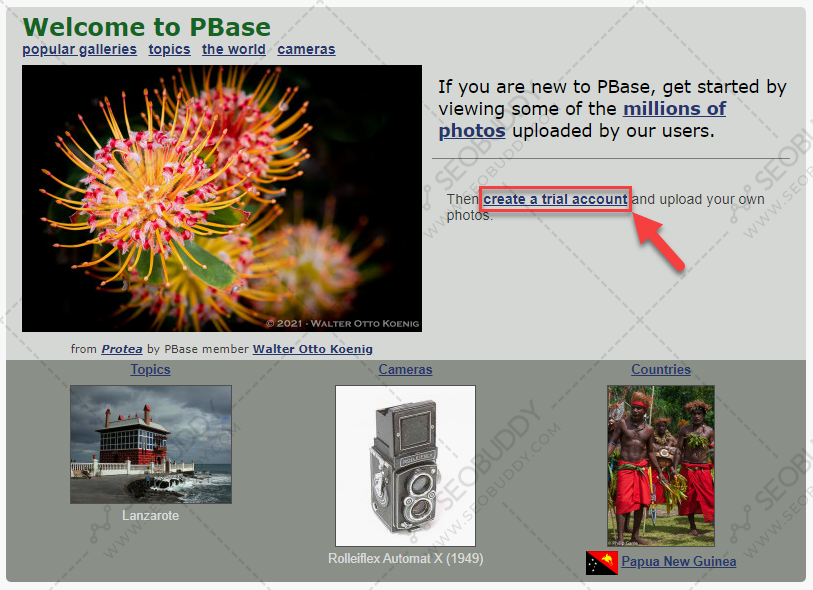 Welcome to PBase
popular galleries topics the world cameras
If you are new to PBase, get started by
viewing some of the millions of
photos uploaded by our users.
Then create a trial account and upload your own
photos.
© 2021 - Walter Otto Koenig
from Protea by PBase member Walter Otto Koenig
Topics Cameras Countries
Rolleiflex
Lanzarote
Rolleiflex Automat X (1949)
Papua New Guinea
SEOBUDDY
WWW.SEOBUDDY.COM